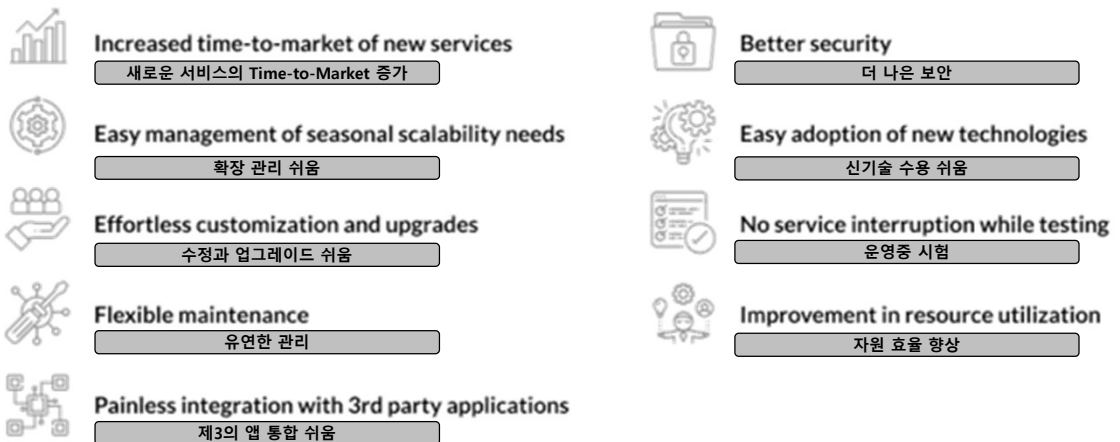 Increased time-to-market of new services
새로운 서비스의 Time-to-Market 증가
Easy management of seasonal scalability needs
확장 관리 쉬움
Effortless customization and upgrades
수정과 업그레이드 쉬움
Flexible maintenance
유연한 관리
Painless integration with 3rd party applications
제3의 앱 통합 쉬움
Better security
더 나은 보안
Easy adoption of new technologies
신기술 수용 쉬움
No service interruption while testing
운영중 시험
Improvement in resource utilization
자원 효율 향상